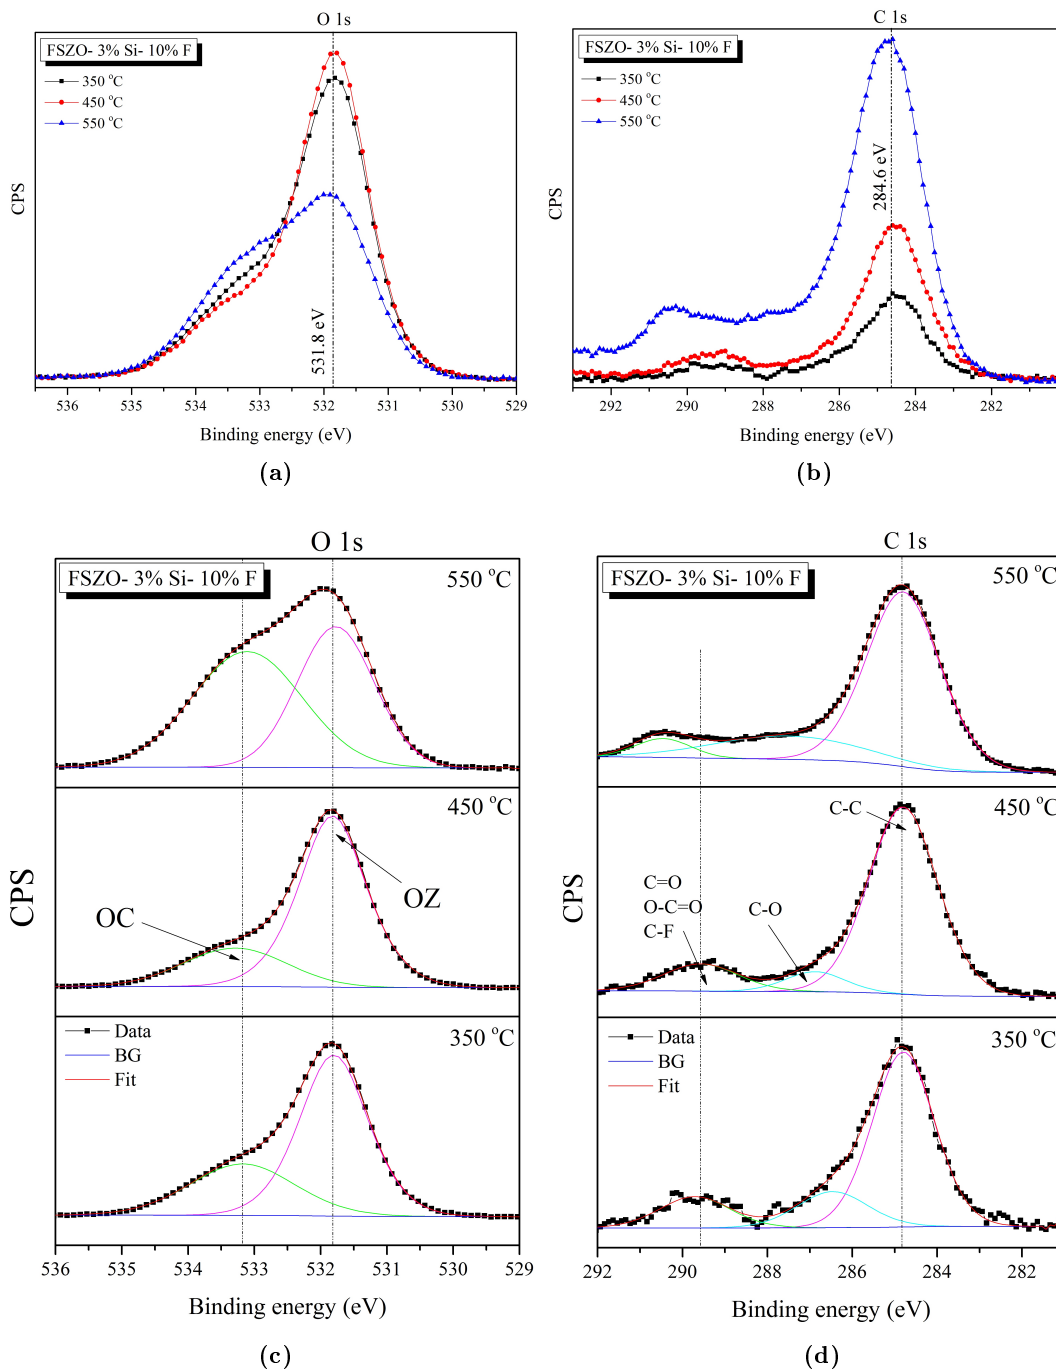 O 1s
FSZO- 3% Si- 10% F
350 °C
450 °C
550 °C
CPS
531.8 eV
536 535 534 533 532 531 530 529
Binding energy (eV)
(a)
C 1s
FSZO- 3% Si- 10% F
350 °C
450 °C
550 °C
CPS
284.6 eV
292 290 288 286 284 282
Binding energy (eV)
(b)
O 1s
FSZO- 3% Si- 10% F
550 °C
450 °C
OC
OZ
CPS
Data
BG
Fit
350 °C
536 535 534 533 532 531 530 529
Binding energy (eV)
(c)
C 1s
FSZO- 3% Si- 10% F
550 °C
450 °C
C-C
C=O
O-C=O
C-F
C-O
CPS
Data
BG
Fit
350 °C
292 290 288 286 284 282
Binding energy (eV)
(d)